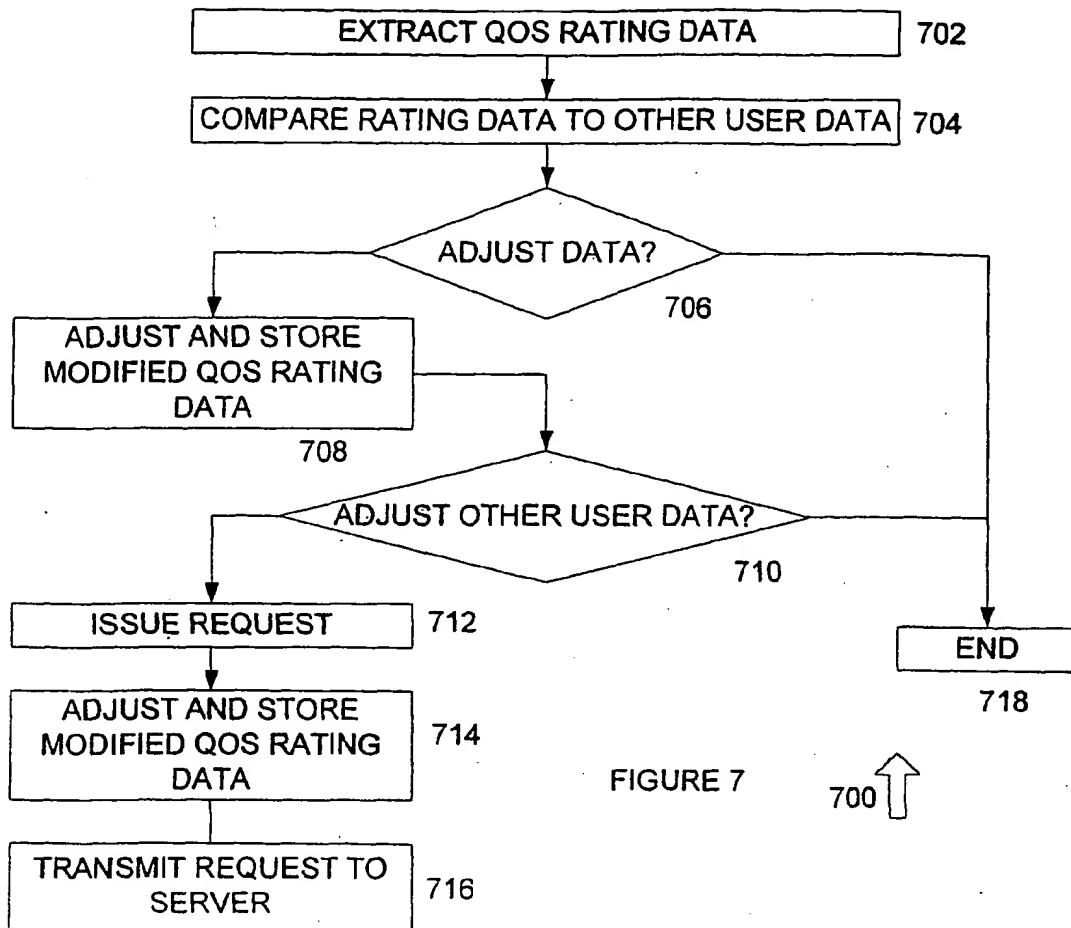 EXTRACT QOS RATING DATA 702
COMPARE RATING DATA TO OTHER USER DATA 704
ADJUST DATA?
706
ADJUST AND STORE
MODIFIED QOS RATING
DATA
708
ADJUST OTHER USER DATA?
710
ISSUE REQUEST 712
END
718
ADJUST AND STORE
MODIFIED QOS RATING
DATA
714
FIGURE 7
700
TRANSMIT REQUEST TO
SERVER
716